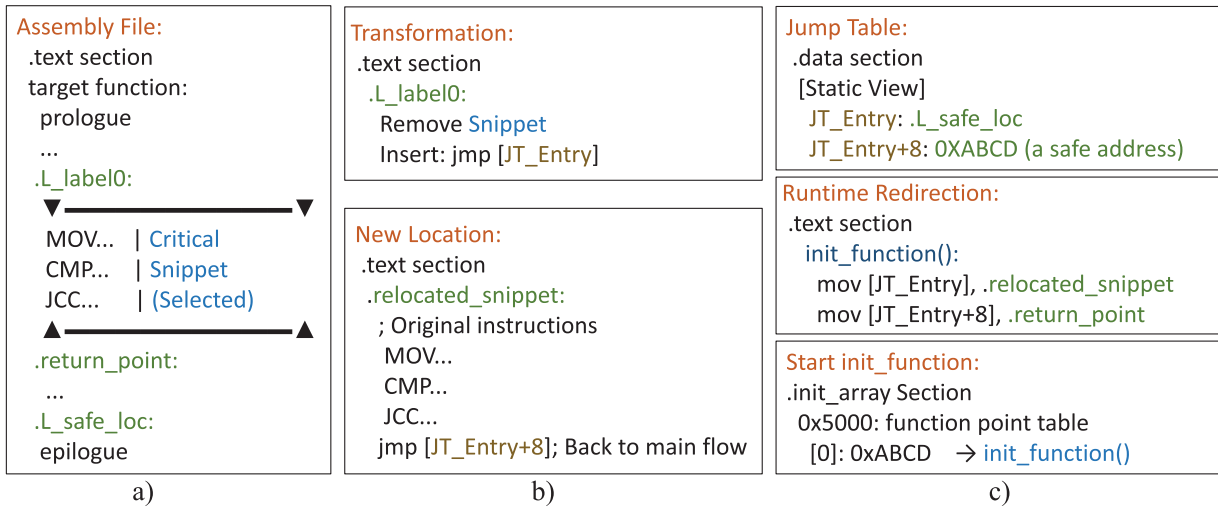 Assembly File:
.text section
target function:
prologue
...
.L_label0:
MOV... | Critical
CMP... | Snippet
JCC... | (Selected)
.return_point:
...
.L_safe_loc:
epilogue
a)
Transformation:
.text section
.L_label0:
Remove Snippet
Insert: jmp [JT_Entry]
New Location:
.text section
.relocated_snippet:
; Original instructions
MOV...
CMP...
JCC...
jmp [JT_Entry+8]; Back to main flow
b)
Jump Table:
.data section
[Static View]
JT_Entry: .L_safe_loc
JT_Entry+8: 0XABCD (a safe address)
Runtime Redirection:
.text section
init_function():
mov [JT_Entry], .relocated_snippet
mov [JT_Entry+8], .return_point
Start init_function:
.init_array Section
0x5000: function point table
[0]: 0xABCD → init_function()
c)